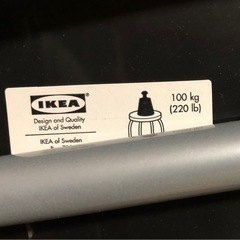 IKEA
Design and Quality
IKEA of Sweden
IKEA of Sweden
100 kg
(220 lb)